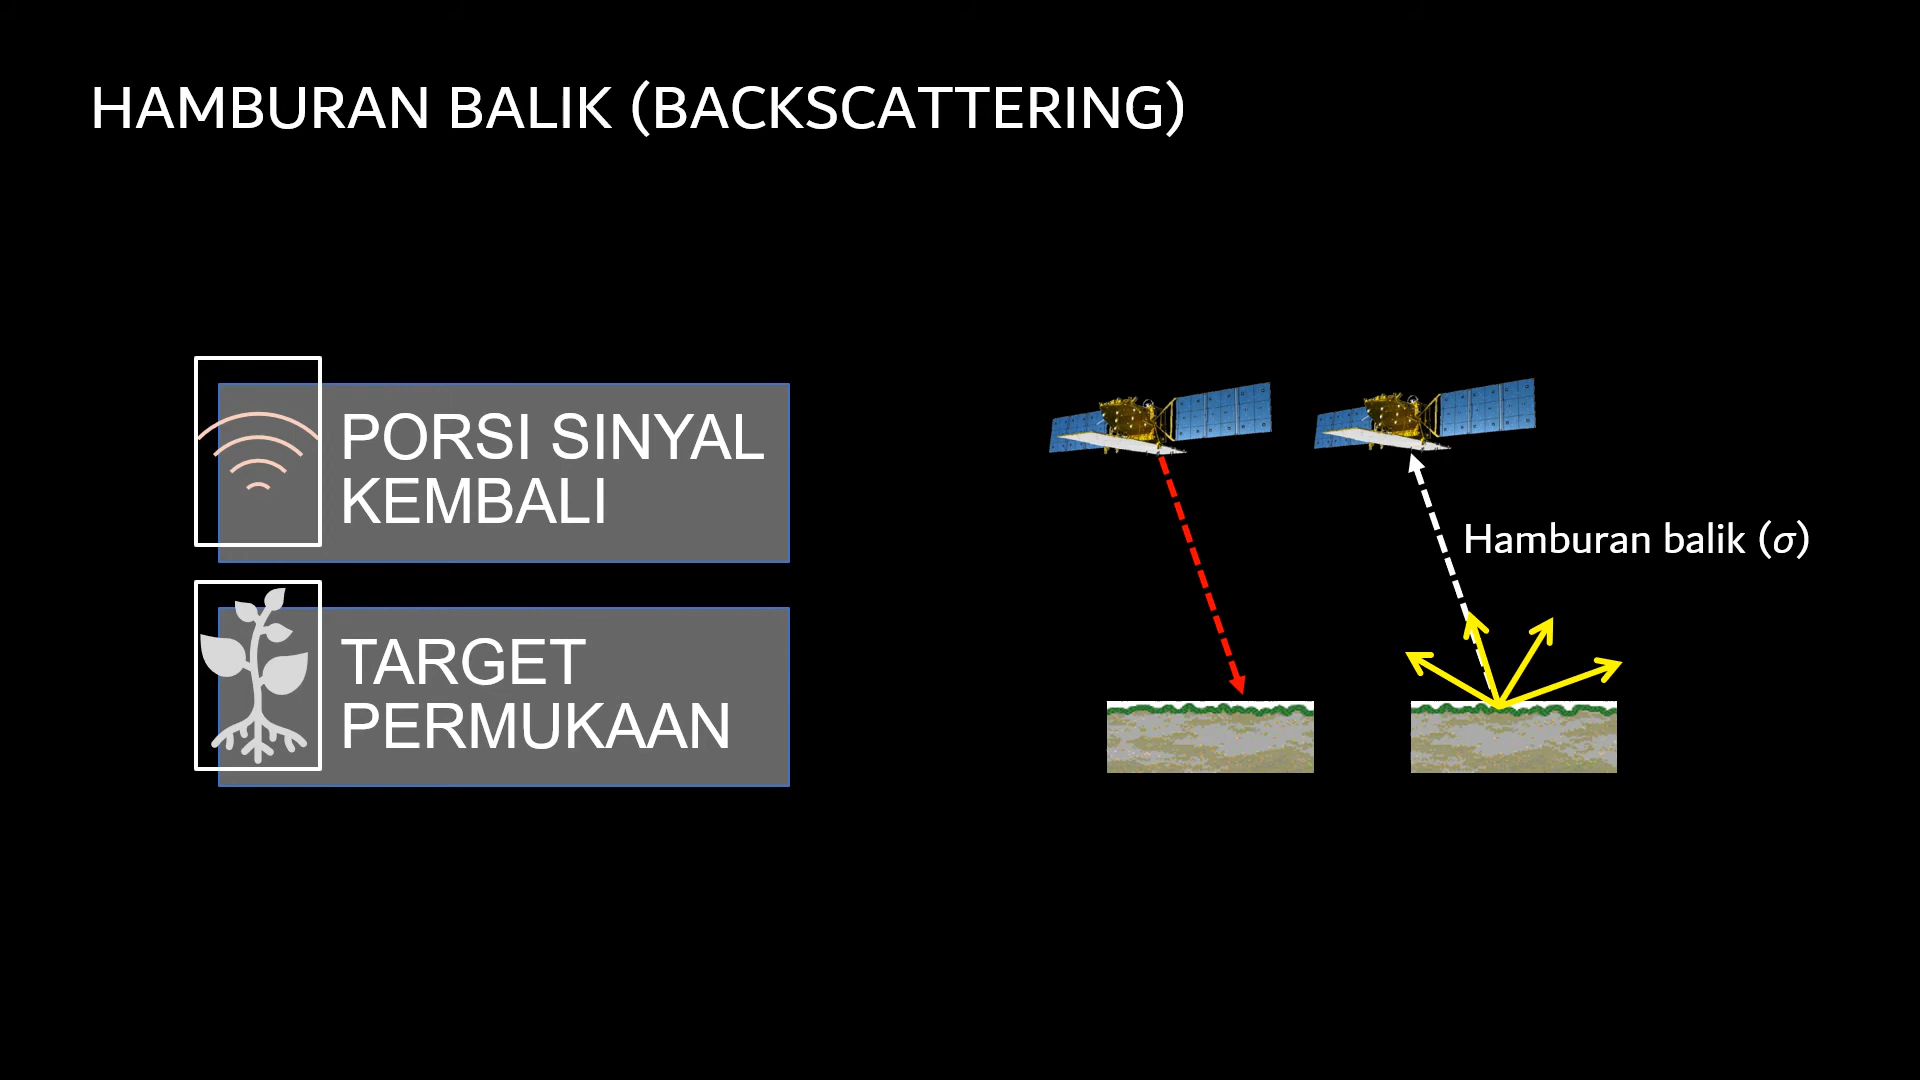 HAMBURAN BALIK (BACKSCATTERING)
PORSI SINYAL
KEMBALI
TARGET
PERMUKAAN
Hamburan balik (σ)